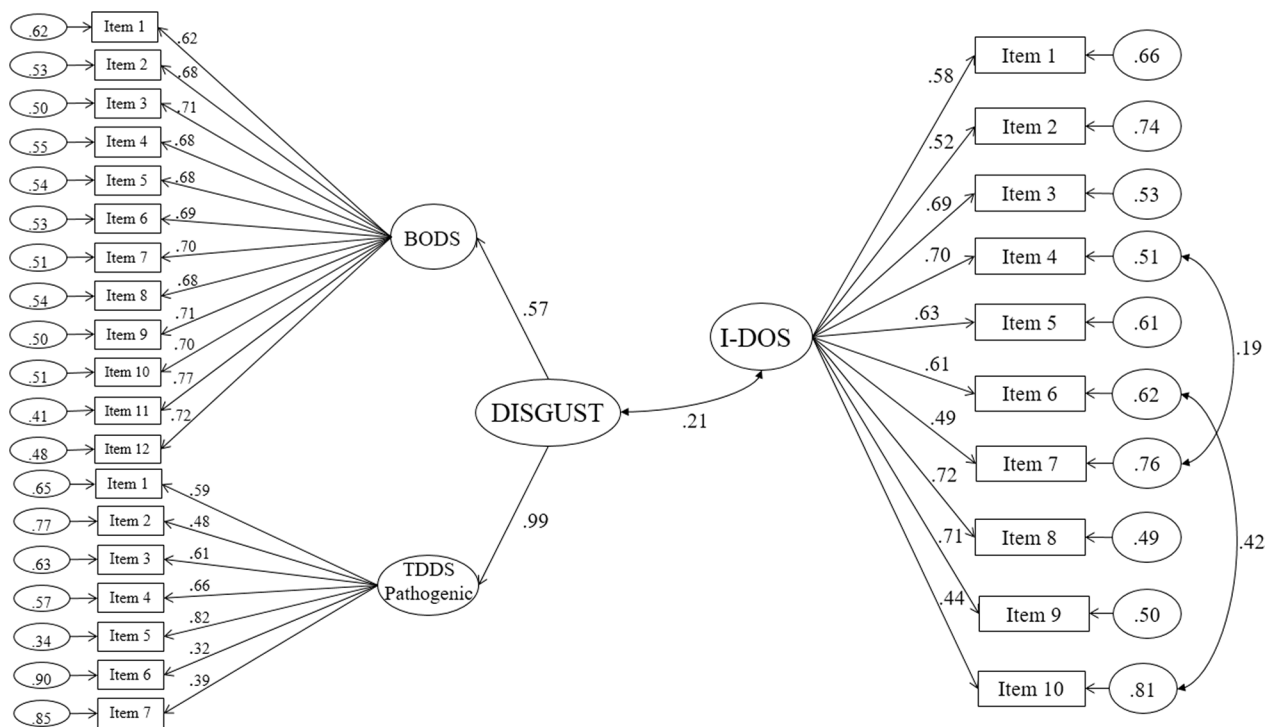 .62 Item 1 .62
.53 Item 2 .68
.50 Item 3 .71
.55 Item 4 .68
.54 Item 5 .68
.53 Item 6 .69
.51 Item 7 .70
.54 Item 8 .68
.50 Item 9 .71
.51 Item 10 .70
.41 Item 11 .77
.48 Item 12 .72
BODS
.57
DISGUST
.99
TDDS
Pathogenic
.65 Item 1 .59
.77 Item 2 .48
.63 Item 3 .61
.57 Item 4 .66
.34 Item 5 .82
.90 Item 6 .32
.85 Item 7 .39
.21
I-DOS
.58 Item 1 .66
.52 Item 2 .74
.69 Item 3 .53
.70 Item 4 .51
.63 Item 5 .61
.61 Item 6 .62
.49 Item 7 .76
.72 Item 8 .49
.71 Item 9 .50
.44 Item 10 .81
.19
.42